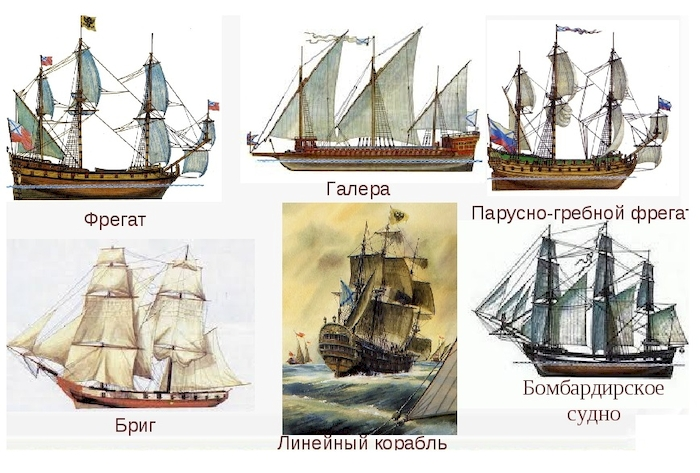 Фрегат
Галера
Парусно-гребной фрегат
Бриг
Линейный корабль
Бомбардирское
судно